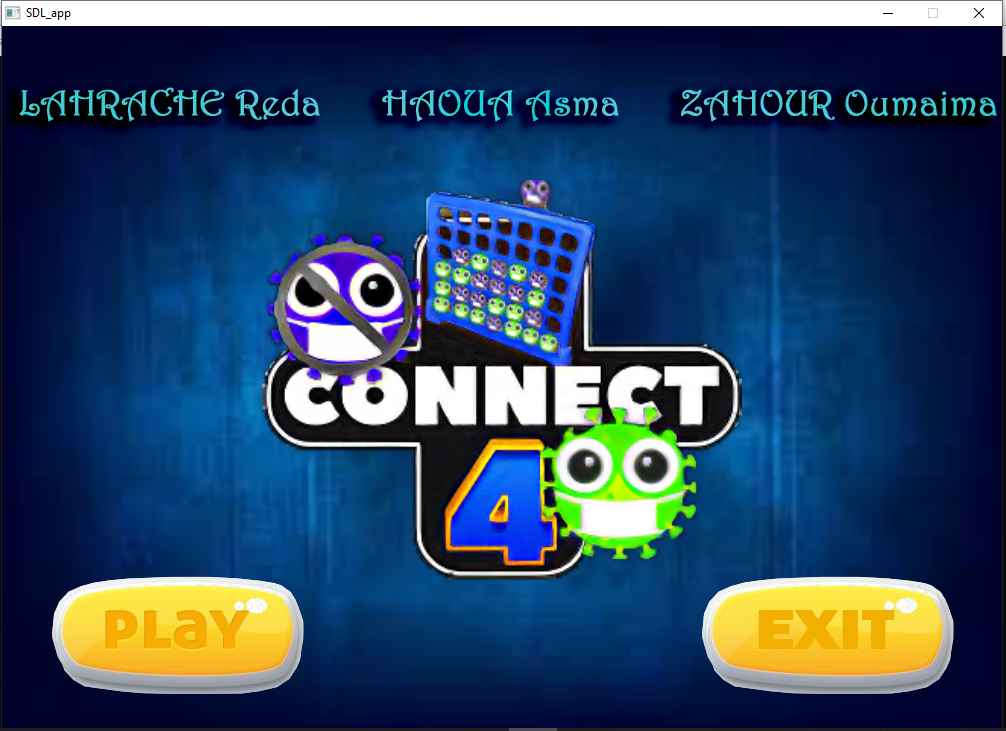 SDL_app
LAHRACHE Reda HAOUA Asma ZAHOUR Oumaima
CONNECT
4
PLaY EXIT